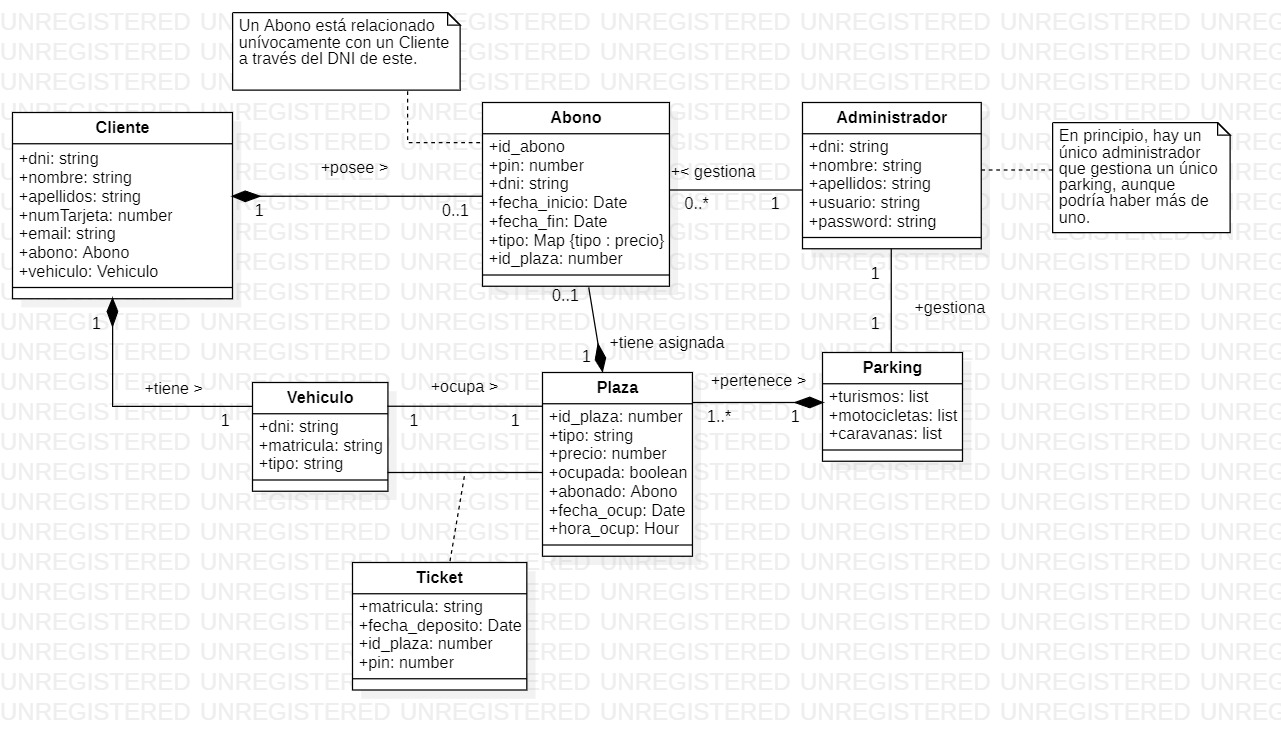 Un Abono está relacionado
unívocamente con un Cliente
a través del DNI de este.
Cliente
+dni: string
+nombre: string
+apellidos: string
+numTarjeta: number
+email: string
+abono: Abono
+vehiculo: Vehiculo
+posee >
1
0..1
Abono
+id_abono
+pin: number
+dni: string
+fecha_inicio: Date
+fecha_fin: Date
+tipo: Map {tipo : precio}
+id_plaza: number
+< gestiona
0..*
1
Administrador
+dni: string
+nombre: string
+apellidos: string
+usuario: string
+password: string
En principio, hay un
único administrador
que gestiona un único
parking, aunque
podría haber más de
uno.
1
+gestiona
1
0..1
+tiene asignada
1
1
+tiene >
1
Vehiculo
+dni: string
+matricula: string
+tipo: string
+ocupa >
1
1
Plaza
+id_plaza: number
+tipo: string
+precio: number
+ocupada: boolean
+abonado: Abono
+fecha_ocup: Date
+hora_ocup: Hour
+pertenece >
1..*
1
Parking
+turismos: list
+motocicletas: list
+caravanas: list
Ticket
+matricula: string
+fecha_deposito: Date
+id_plaza: number
+pin: number
UNREGISTERED